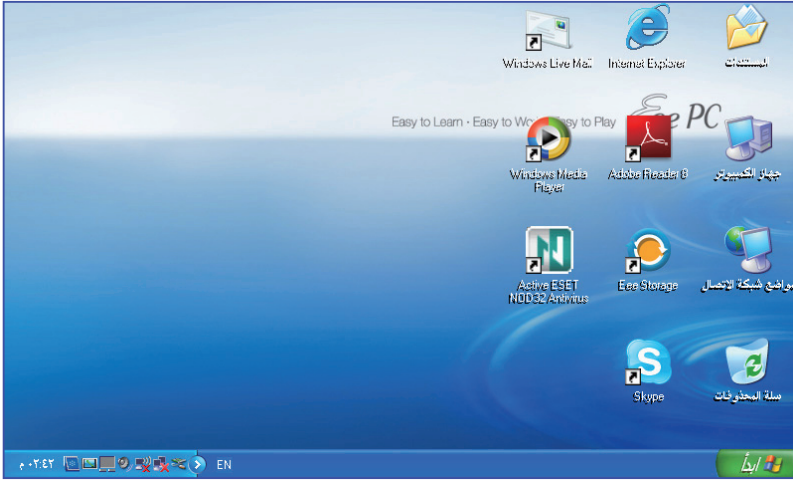 المستندات
Internet Explorer
Windows Live Mail
Easy to Learn · Easy to Work · Easy to Play
Eee PC
جهاز الكمبيوتر
Adobe Reader 8
Windows Media
Player
مواضع شبكة الاتصال
Eee Storage
Active ESET
NOD32 Antivirus
سلة المحذوفات
Skype
ابدأ
EN
٠٢:٤٢ م